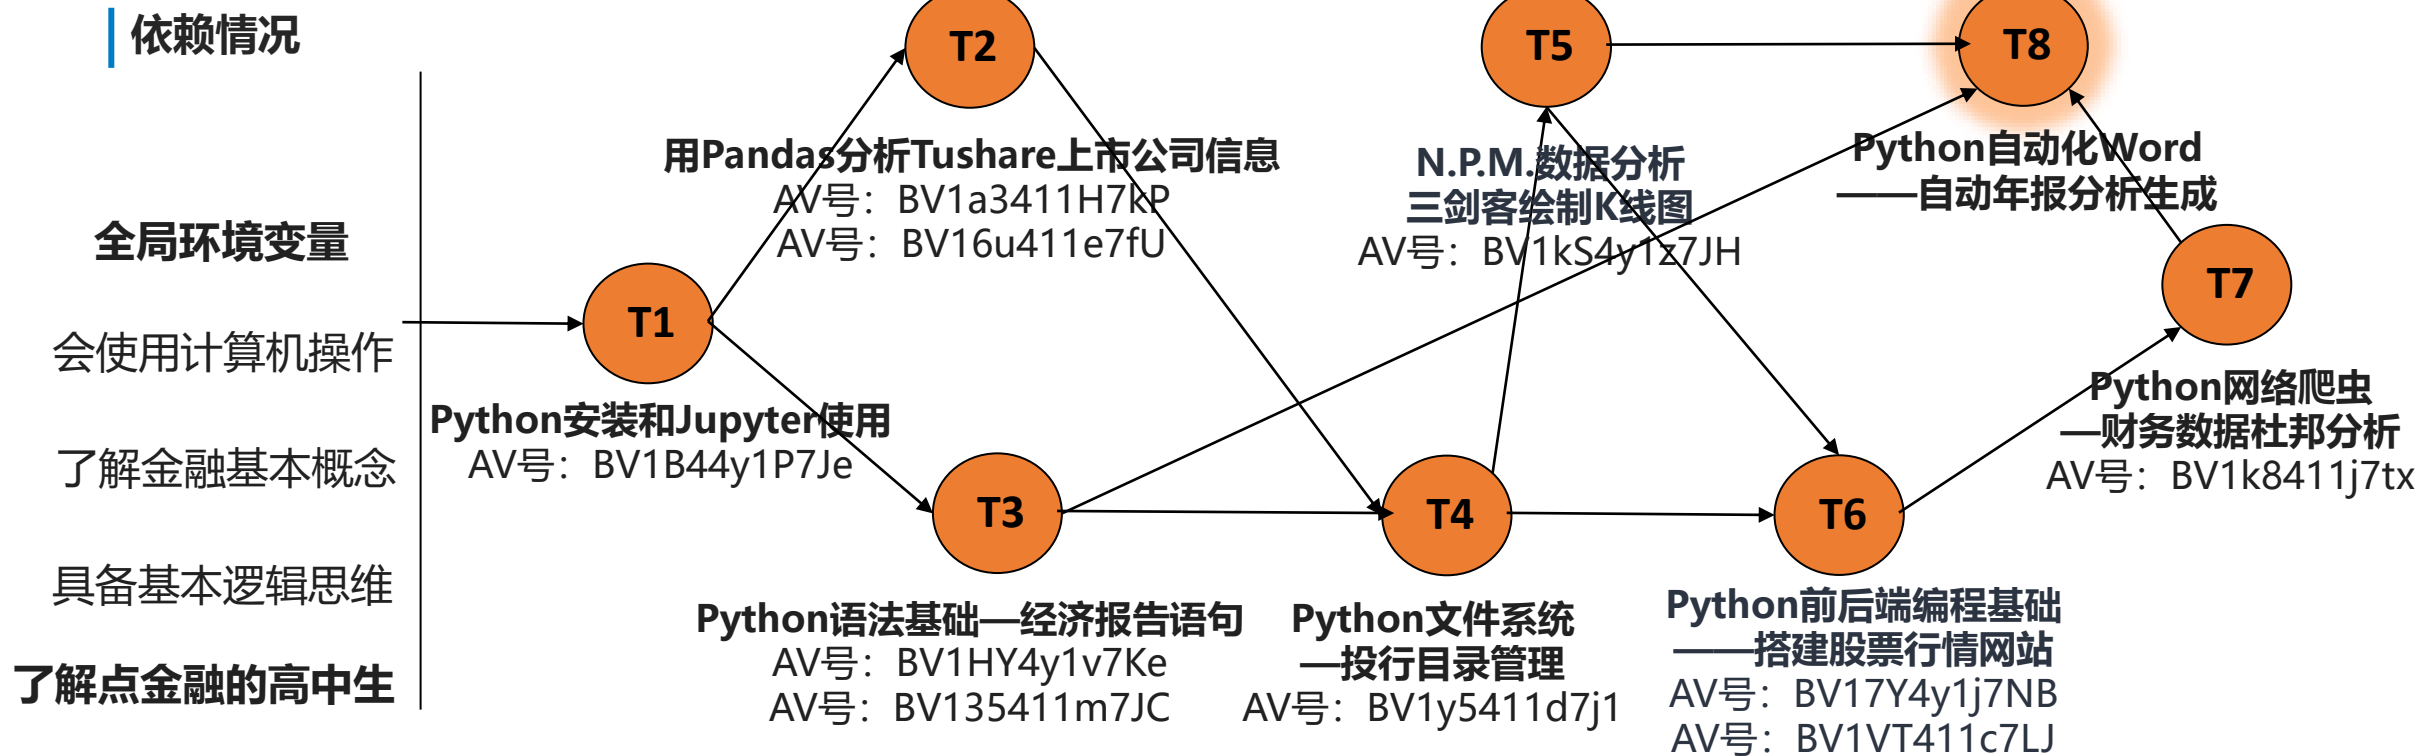 依赖情况
全局环境变量
会使用计算机操作
了解金融基本概念
具备基本逻辑思维
了解点金融的高中生
T1
Python安装和Jupyter使用
AV号：BV1B44y1P7Je
T2
用Pandas分析Tushare上市公司信息
AV号：BV1a3411H7kP
AV号：BV16u411e7fU
T3
Python语法基础—经济报告语句
AV号：BV1HY4y1v7Ke
AV号：BV135411m7JC
T4
Python文件系统
—投行目录管理
AV号：BV1y5411d7j1
T5
N.P.M.数据分析
三剑客绘制K线图
AV号：BV1kS4y1z7JH
T6
Python前后端编程基础
——搭建股票行情网站
AV号：BV17Y4y1j7NB
AV号：BV1VT411c7LJ
T7
Python网络爬虫
—财务数据杜邦分析
AV号：BV1k8411j7tx
T8
Python自动化Word
——自动年报分析生成